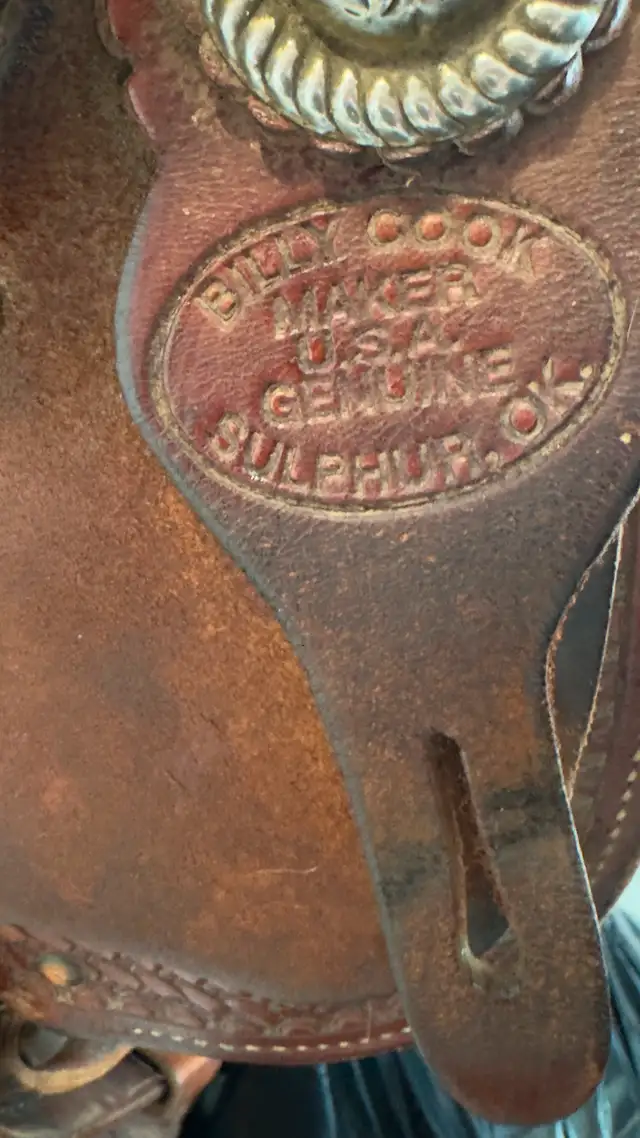 BILLY COOK
MAKER
U.S.A.
GENUINE
SULPHUR, OK.